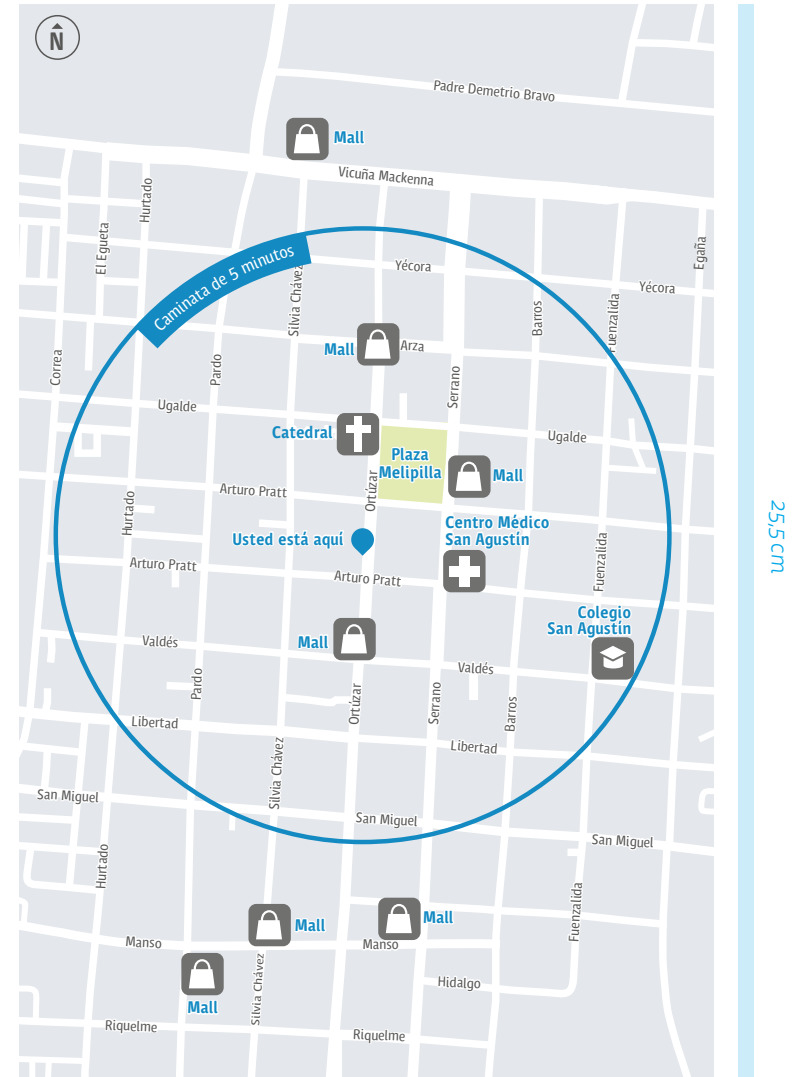 N
Padre Demetrio Bravo
Mall
Vicuña Mackenna
Hurtado
El Egueta
Egaña
Caminata de 5 minutos
Yécora
Yécora
Silvia Chávez
Barros
Fuenzalida
Mall
Arza
Correa
Pardo
Serrano
Ugalde
Catedral
Ugalde
Plaza
Melipilla
Mall
Arturo Pratt
Ortúzar
Hurtado
Centro Médico
San Agustín
Usted está aquí
25,5 cm
Arturo Pratt
Arturo Pratt
Fuenzalida
Colegio
San Agustín
Valdés
Mall
Valdés
Pardo
Ortúzar
Serrano
Barros
Libertad
Libertad
Silvia Chávez
San Miguel
San Miguel
San Miguel
Hurtado
Fuenzalida
Mall
Mall
Manso
Manso
Silvia Chávez
Hidalgo
Mall
Riquelme
Riquelme